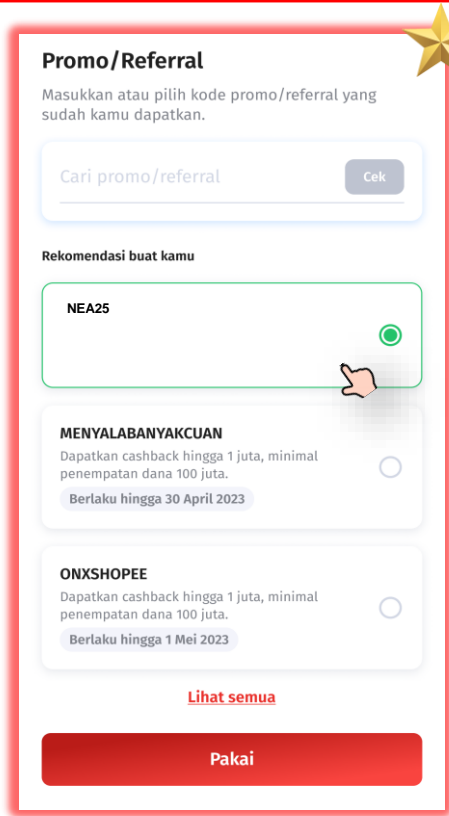 Promo/Referral
Masukkan atau pilih kode promo/referral yang
sudah kamu dapatkan.
Cari promo/referral
Cek
Rekomendasi buat kamu
NEA25
MENYALABANYAKCUAN
Dapatkan cashback hingga 1 juta, minimal
penempatan dana 100 juta.
Berlaku hingga 30 April 2023
ONXSHOPEE
Dapatkan cashback hingga 1 juta, minimal
penempatan dana 100 juta.
Berlaku hingga 1 Mei 2023
Lihat semua
Pakai